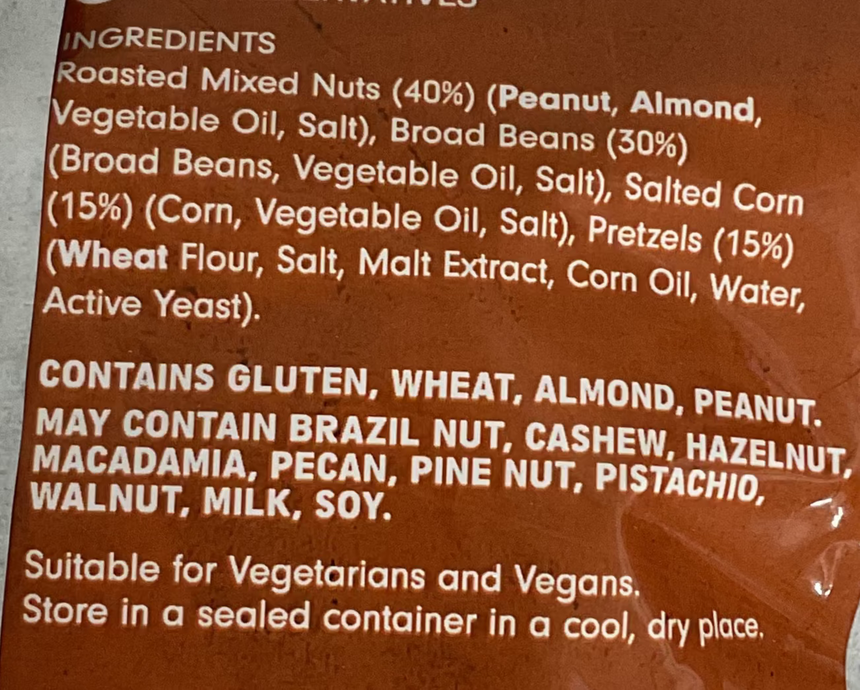 INGREDIENTS
Roasted Mixed Nuts (40%) (Peanut, Almond,
Vegetable Oil, Salt), Broad Beans (30%)
(Broad Beans, Vegetable Oil, Salt), Salted Corn
(15%) (Corn, Vegetable Oil, Salt), Pretzels (15%)
(Wheat Flour, Salt, Malt Extract, Corn Oil, Water,
Active Yeast).
CONTAINS GLUTEN, WHEAT, ALMOND, PEANUT.
MAY CONTAIN BRAZIL NUT, CASHEW, HAZELNUT,
MACADAMIA, PECAN, PINE NUT, PISTACHIO,
WALNUT, MILK, SOY.
Suitable for Vegetarians and Vegans.
Store in a sealed container in a cool, dry place.